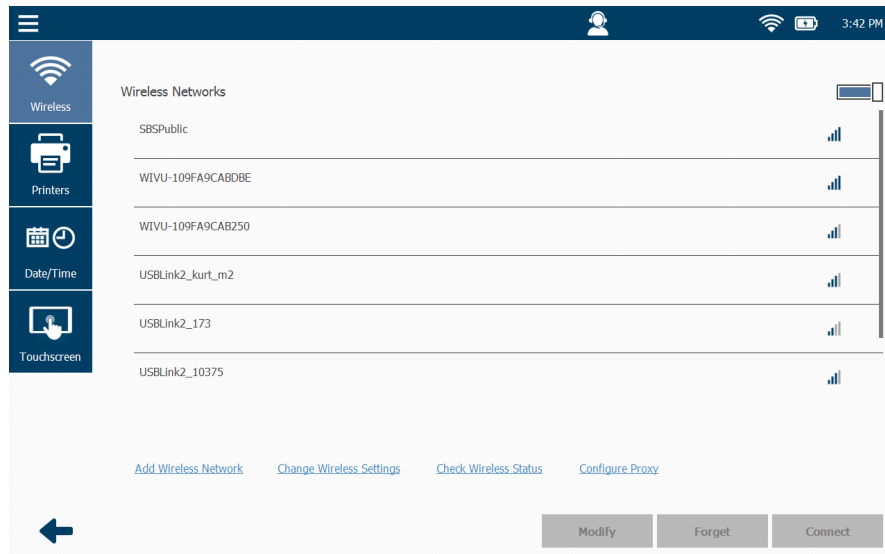 3:42 PM
Wireless
Wireless Networks
SBSPublic
WIVU-109FA9CABDBE
Printers
WIVU-109FA9CAB250
Date/Time
USBLink2_kurt_m2
USBLink2_173
Touchscreen
USBLink2_10375
Add Wireless Network Change Wireless Settings Check Wireless Status Configure Proxy
Modify Forget Connect